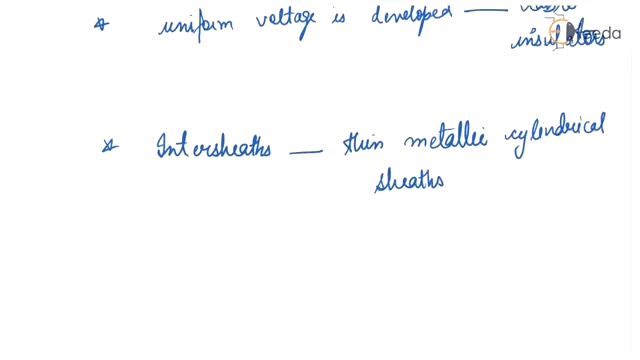 * uniform voltage is developed —
insulators
* Intersheaths — thin metallic cylindrical
sheaths